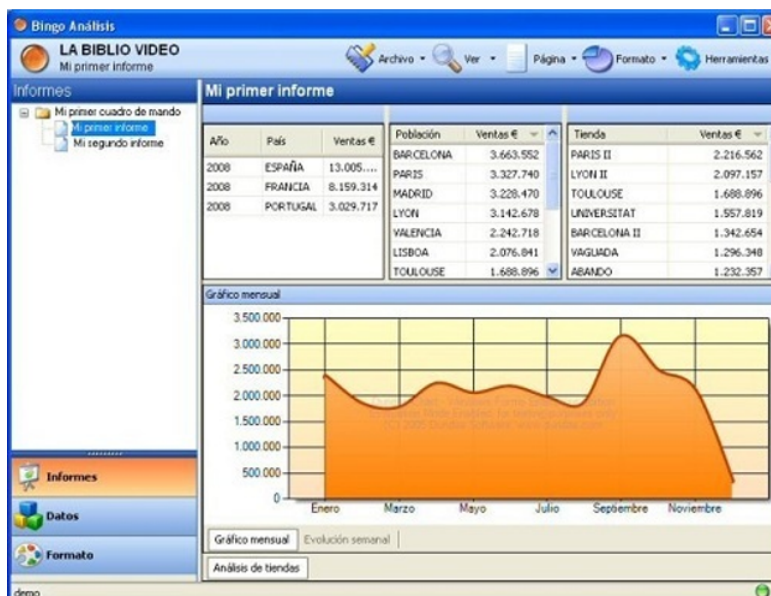 Bingo Análisis
LA BIBLIO VIDEO
Mi primer informe
Archivo
Ver
Página
Formato
Herramientas
Informes
Mi primer cuadro de mando
Mi primer informe
Mi segundo informe
Mi primer informe
Año País Ventas €
2008 ESPAÑA 13.005....
2008 FRANCIA 8.159.314
2008 PORTUGAL 3.029.717
Población Ventas €
BARCELONA 3.663.552
PARIS 3.327.740
MADRID 3.228.470
LYON 3.142.678
VALENCIA 2.242.718
LISBOA 2.076.841
TOULOUSE 1.688.896
Tienda Ventas €
PARIS II 2.216.562
LYON II 2.097.157
TOULOUSE 1.688.896
UNIVERSITAT 1.557.819
BARCELONA II 1.342.654
VAGUADA 1.296.348
ABANDO 1.232.357
Gráfico mensual
3.500.000
3.000.000
2.500.000
2.000.000
1.500.000
1.000.000
500.000
0
Enero Marzo Mayo Julio Septiembre Noviembre
Gráfico mensual Evolución semanal
Análisis de tiendas
Informes
Datos
Formato
demo